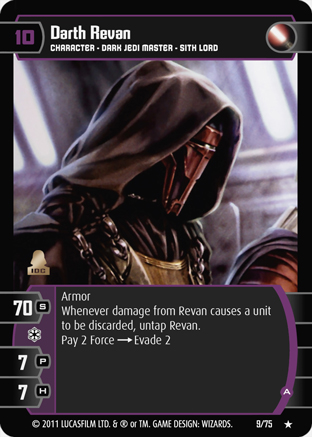 10 Darth Revan
CHARACTER - DARK JEDI MASTER - SITH LORD
IDC
70 S
Armor
Whenever damage from Revan causes a unit
to be discarded, untap Revan.
Pay 2 Force → Evade 2
7 P
7 H
A
© 2011 LUCASFILM LTD. & ® or TM. GAME DESIGN: WIZARDS. 9/75 ★